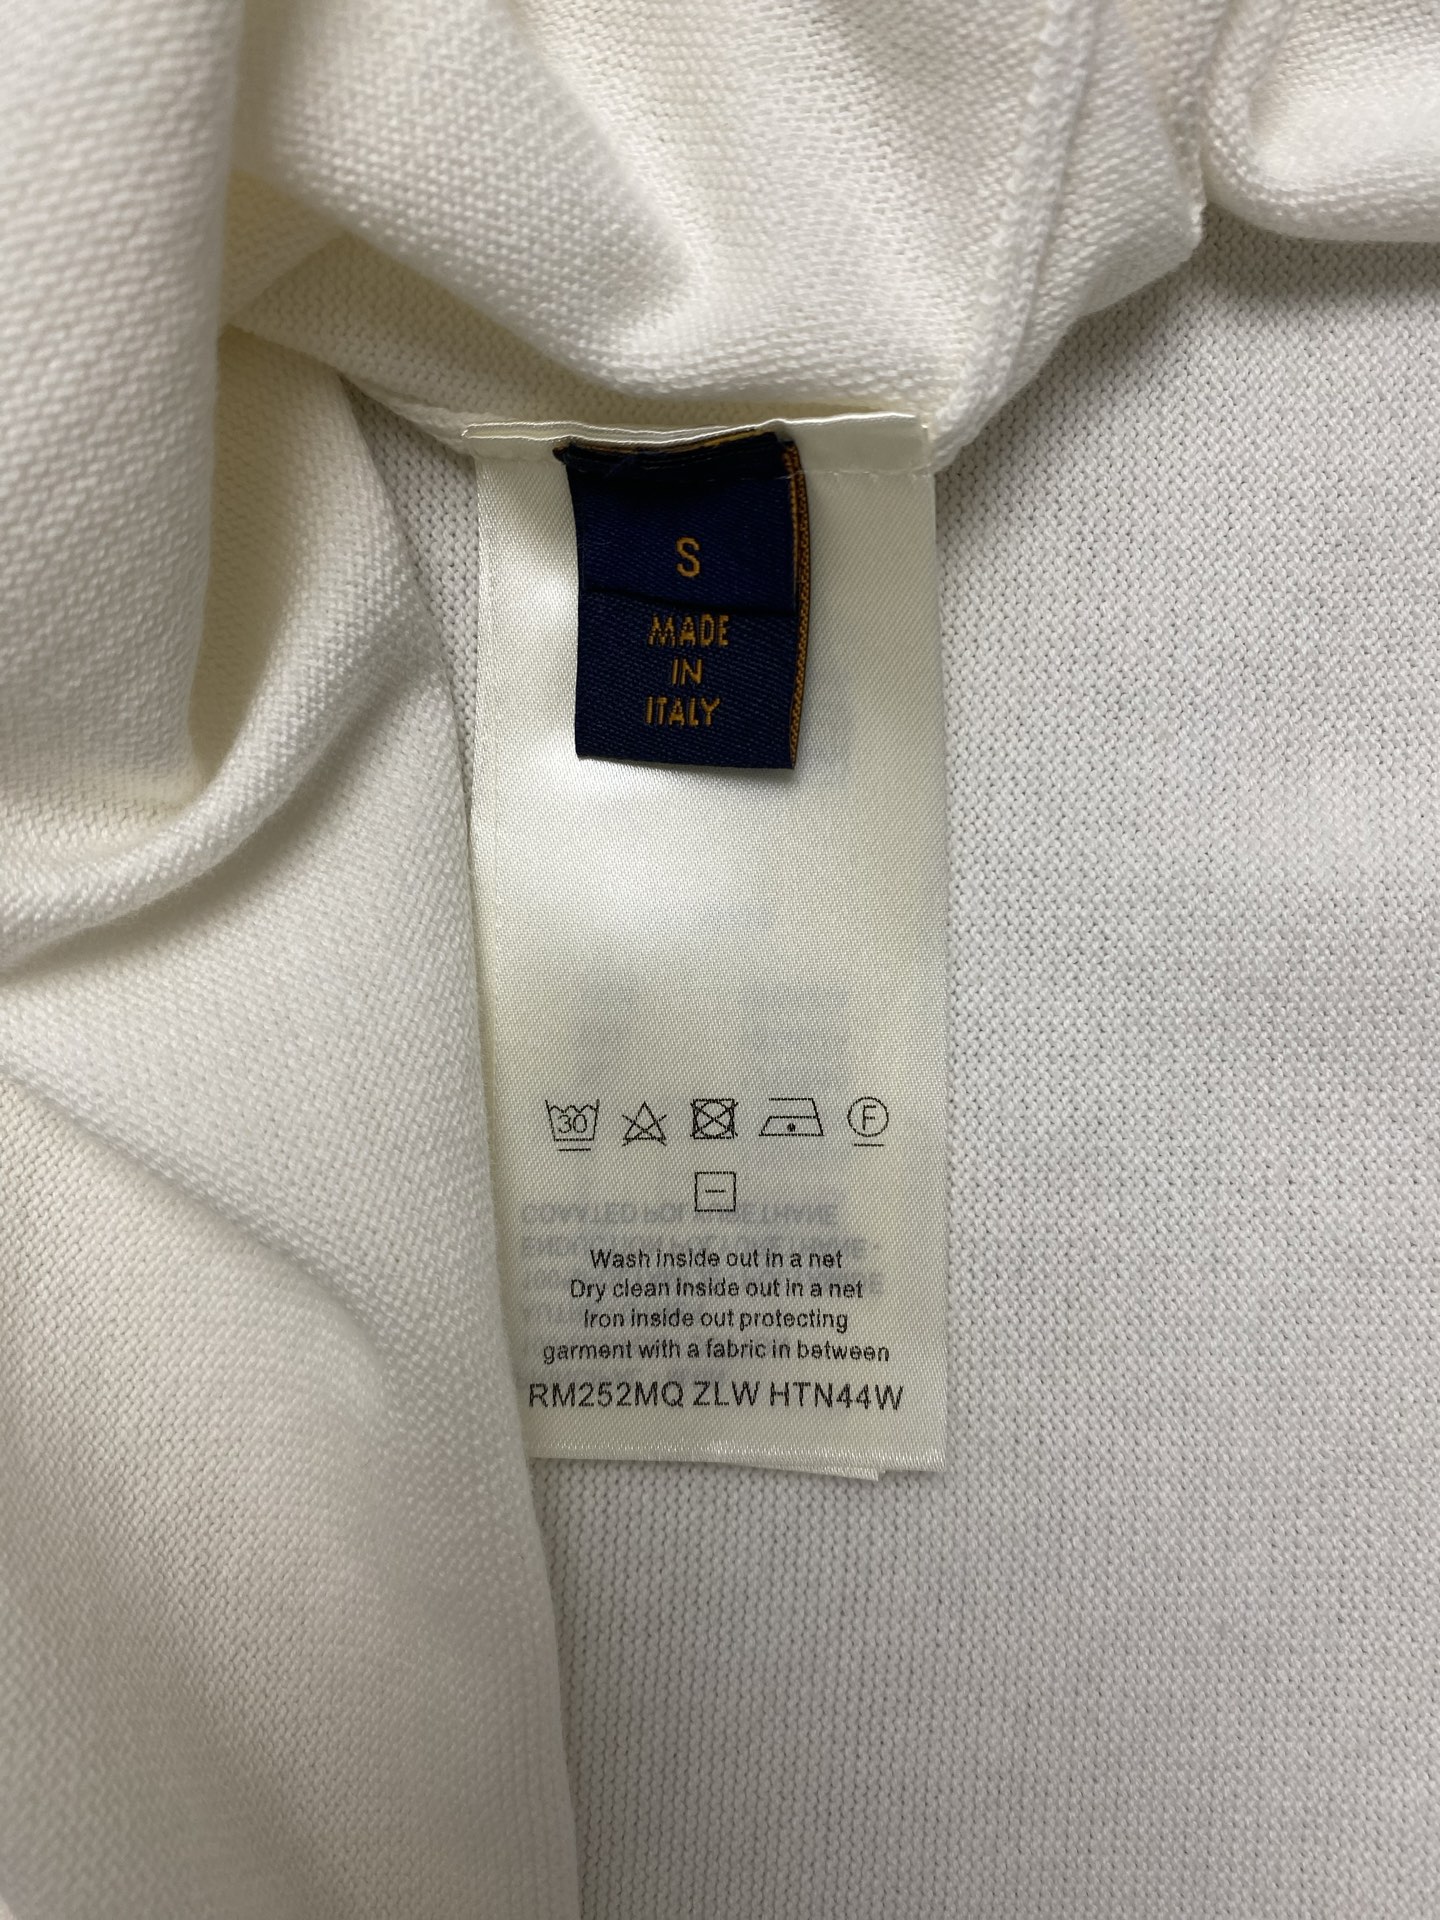 S
MADE
IN
ITALY
30
F
Wash inside out in a net
Dry clean inside out in a net
Iron inside out protecting
garment with a fabric in between
RM252MQ ZLW HTN44W